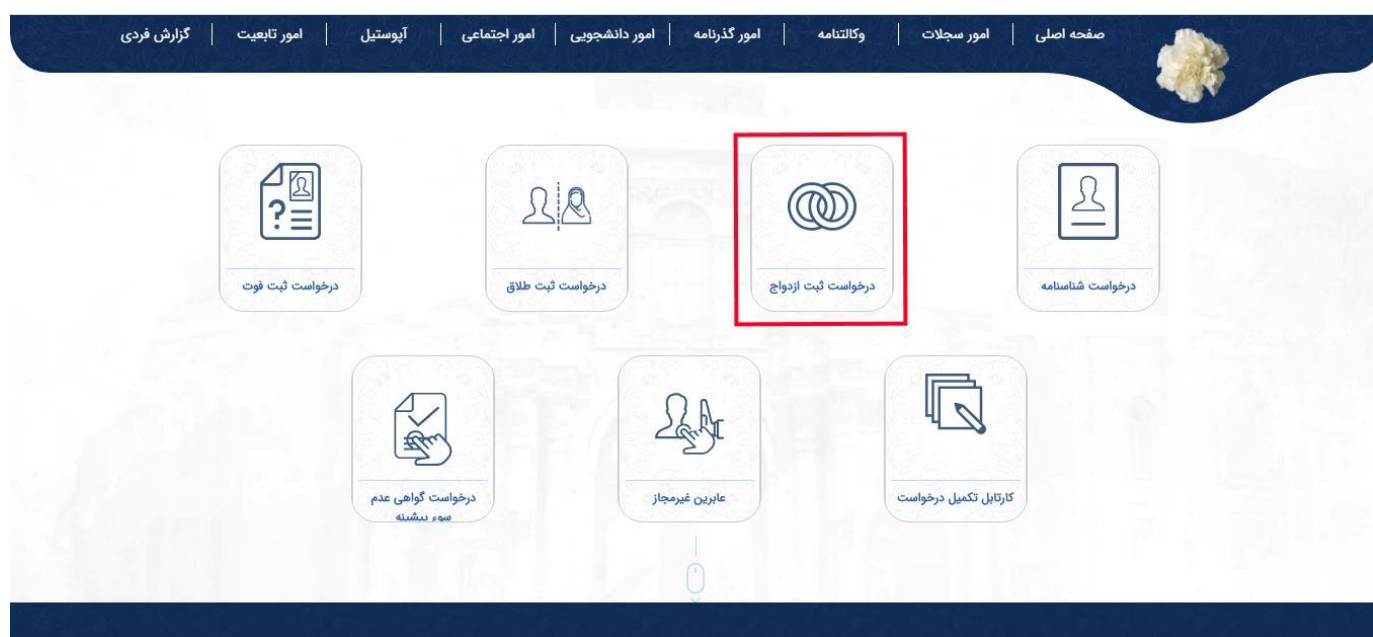 صفحه اصلی | امور سجلات | وکالتنامه | امور گذرنامه | امور دانشجویی | امور اجتماعی | آپوستیل | امور تابعیت | گزارش فردی
درخواست شناسنامه
درخواست ثبت ازدواج
درخواست ثبت طلاق
درخواست ثبت فوت
کارتابل تکمیل درخواست
عابرین غیرمجاز
درخواست گواهی عدم
سوء پیشینه